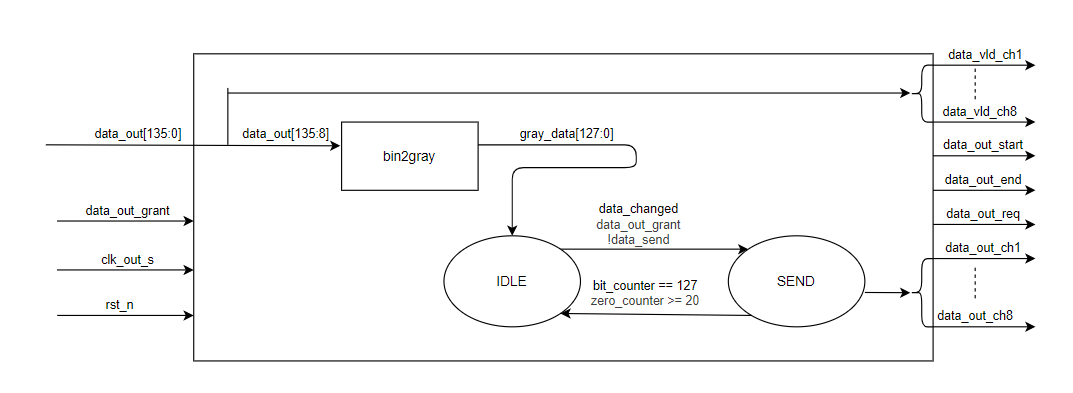 data_vld_ch1
data_vld_ch8
data_out[135:0]
data_out[135:8]
bin2gray
gray_data[127:0]
data_out_start
data_out_end
data_out_req
data_out_grant
data_changed
data_out_grant
!data_send
clk_out_s
rst_n
IDLE
SEND
bit_counter == 127
zero_counter >= 20
data_out_ch1
data_out_ch8